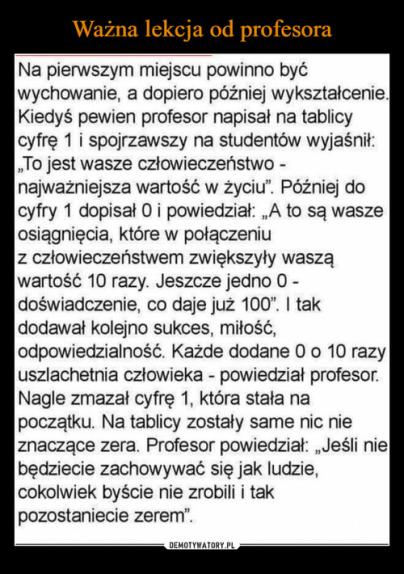 Ważna lekcja od profesora
Na pierwszym miejscu powinno być
wychowanie, a dopiero później wykształcenie.
Kiedyś pewien profesor napisał na tablicy
cyfrę 1 i spojrzawszy na studentów wyjaśnił:
„To jest wasze człowieczeństwo -
najważniejsza wartość w życiu”. Później do
cyfry 1 dopisał 0 i powiedział: „A to są wasze
osiągnięcia, które w połączeniu
z człowieczeństwem zwiększyły waszą
wartość 10 razy. Jeszcze jedno 0 -
doświadczenie, co daje już 100”. I tak
dodawał kolejno sukces, miłość,
odpowiedzialność. Każde dodane 0 o 10 razy
uszlachetnia człowieka - powiedział profesor.
Nagle zmazał cyfrę 1, która stała na
początku. Na tablicy zostały same nic nie
znaczące zera. Profesor powiedział: „Jeśli nie
będziecie zachowywać się jak ludzie,
cokolwiek byście nie zrobili i tak
pozostaniecie zerem”.
DEMOTYWATORY.PL